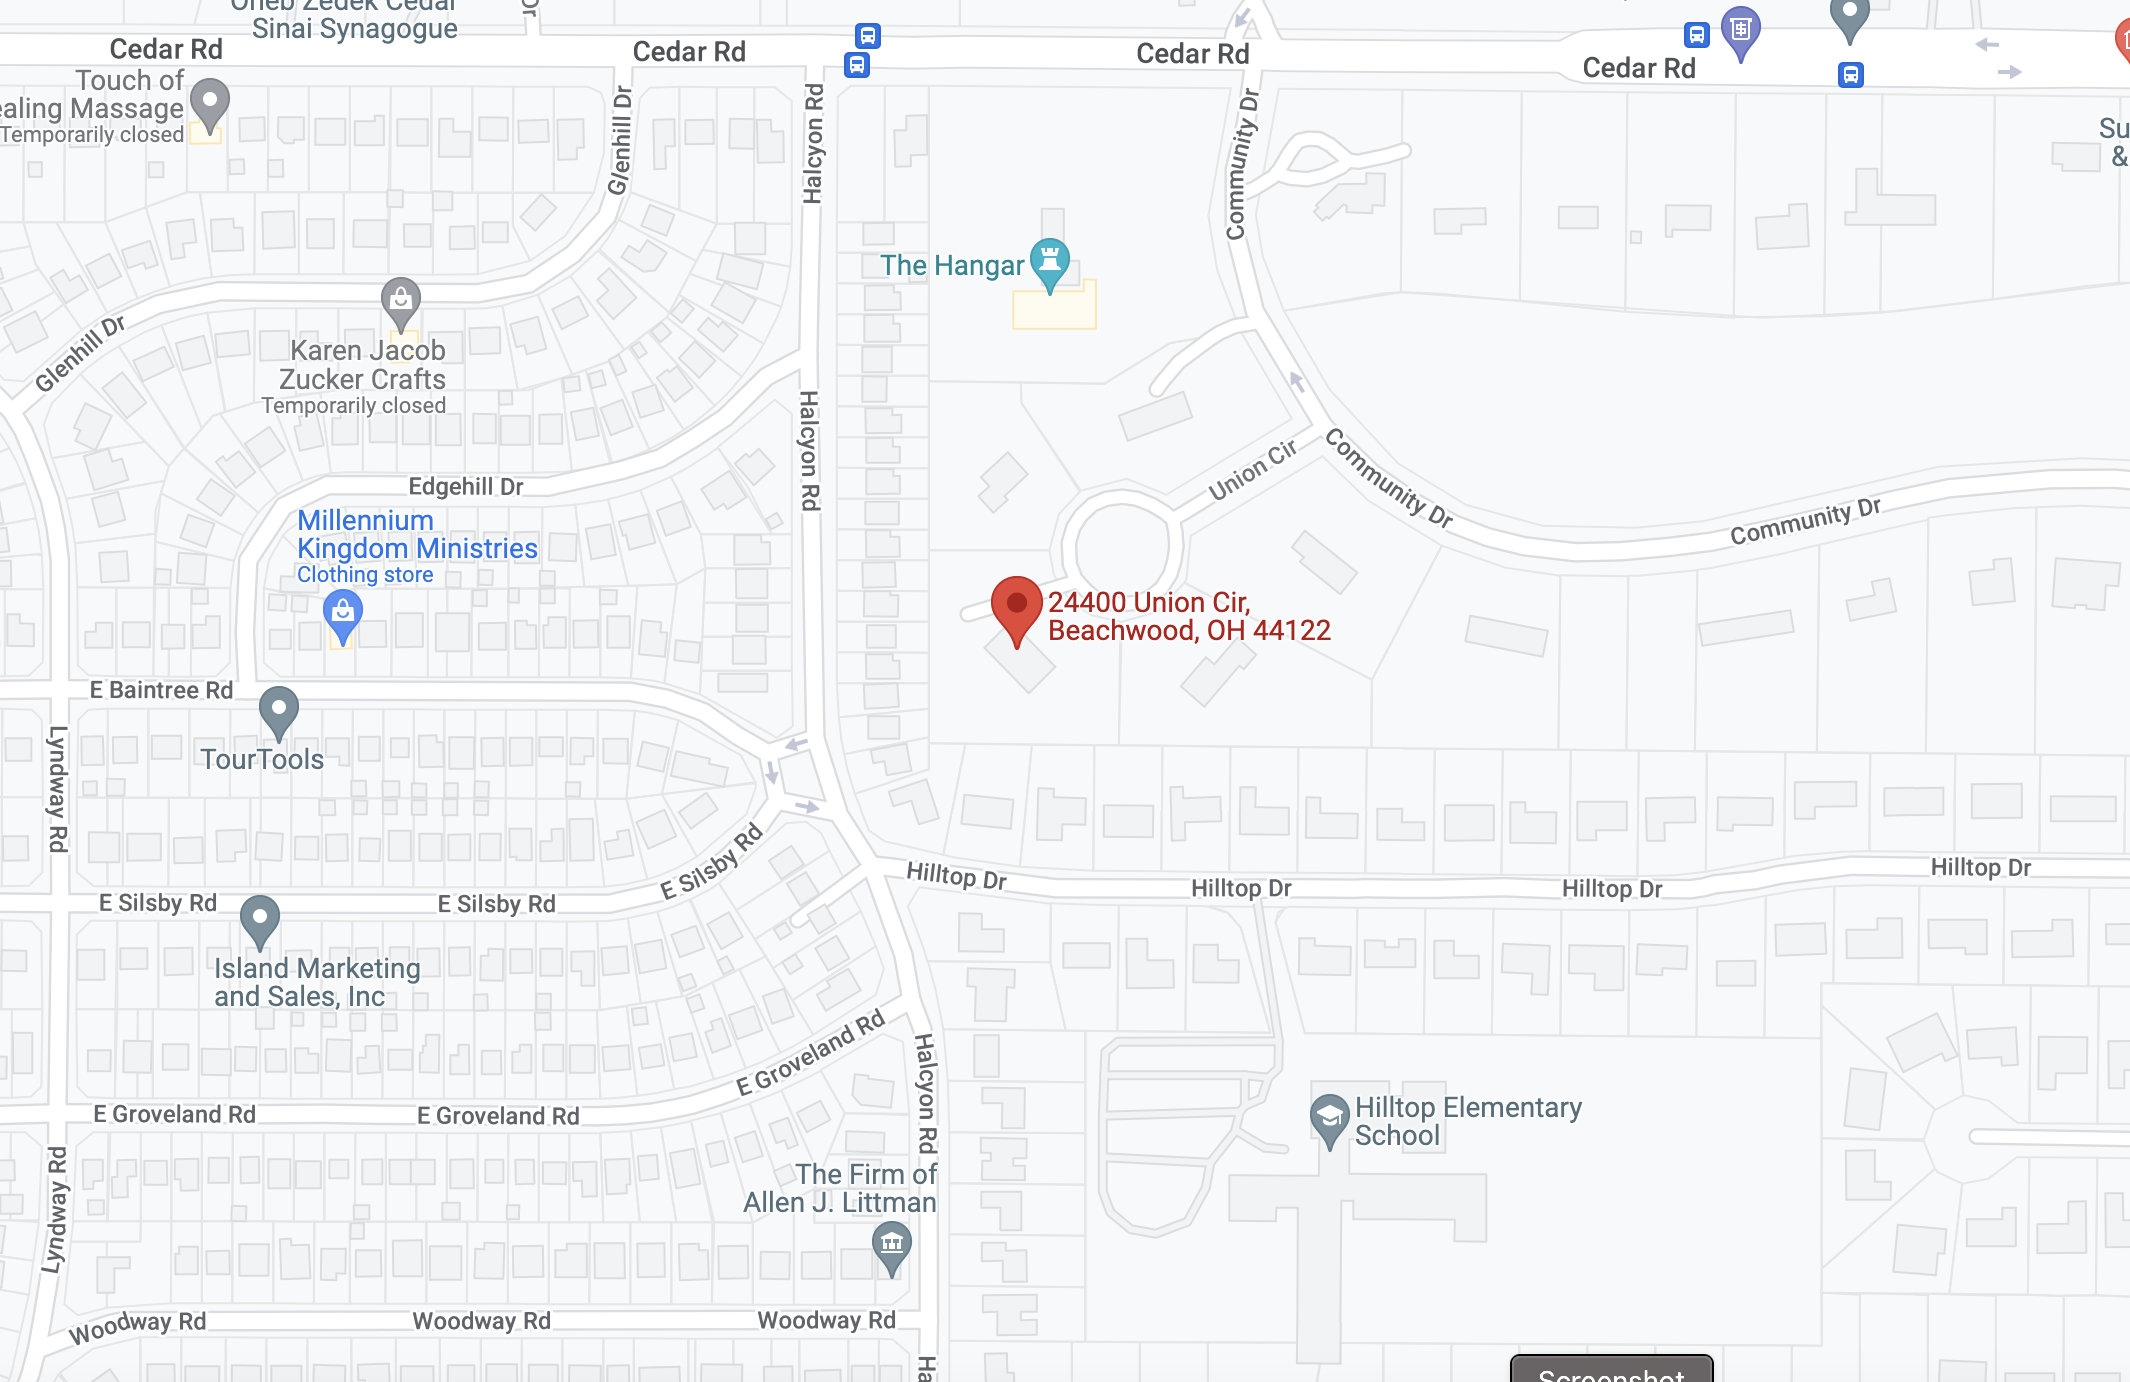 Oheb Zedek Cedar
Sinai Synagogue
Dr
Cedar Rd
Cedar Rd
Cedar Rd
Cedar Rd
Touch of
ealing Massage
Temporarily closed
Glenhill Dr
Halcyon Rd
Community Dr
Su
&
The Hangar
Glenhill Dr
Karen Jacob
Zucker Crafts
Temporarily closed
Halcyon Rd
Union Cir
Community Dr
Community Dr
Edgehill Dr
Millennium
Kingdom Ministries
Clothing store
24400 Union Cir,
Beachwood, OH 44122
E Baintree Rd
TourTools
Lyndway Rd
E Silsby Rd
E Silsby Rd
E Silsby Rd
Hilltop Dr
Hilltop Dr
Hilltop Dr
Hilltop Dr
Island Marketing
and Sales, Inc
E Groveland Rd
E Groveland Rd
E Groveland Rd
Halcyon Rd
Hilltop Elementary
School
Lyndway Rd
The Firm of
Allen J. Littman
Woodway Rd
Woodway Rd
Woodway Rd
Ha
Screenshot